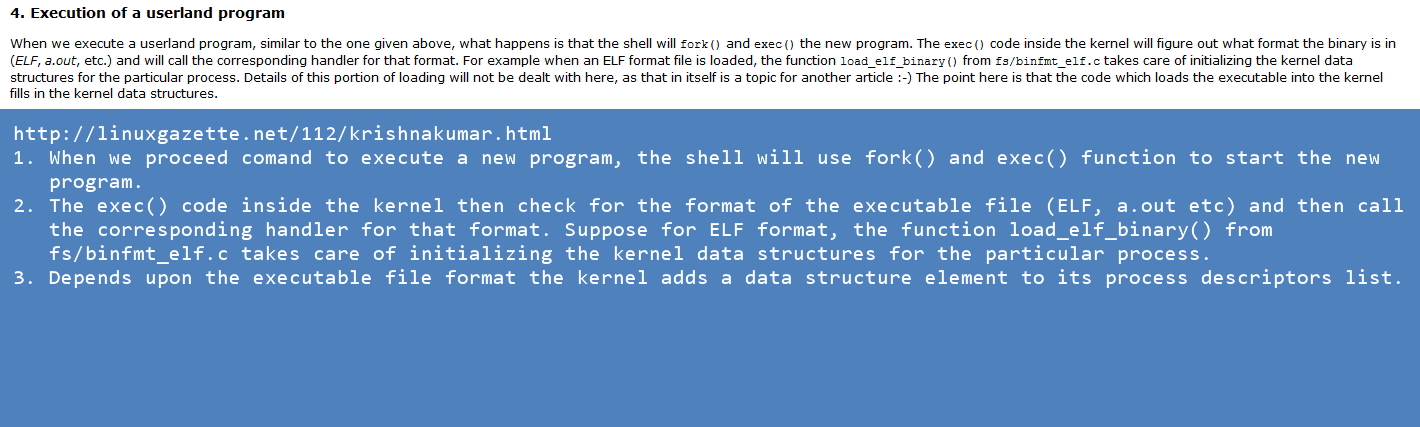 4. Execution of a userland program
When we execute a userland program, similar to the one given above, what happens is that the shell will fork() and exec() the new program. The exec() code inside the kernel will figure out what format the binary is in
(ELF, a.out, etc.) and will call the corresponding handler for that format. For example when an ELF format file is loaded, the function load_elf_binary() from fs/binfmt_elf.c takes care of initializing the kernel data
structures for the particular process. Details of this portion of loading will not be dealt with here, as that in itself is a topic for another article :-) The point here is that the code which loads the executable into the kernel
fills in the kernel data structures.
http://linuxgazette.net/112/krishnakumar.html
1. When we proceed comand to execute a new program, the shell will use fork() and exec() function to start the new
program.
2. The exec() code inside the kernel then check for the format of the executable file (ELF, a.out etc) and then call
the corresponding handler for that format. Suppose for ELF format, the function load_elf_binary() from
fs/binfmt_elf.c takes care of initializing the kernel data structures for the particular process.
3. Depends upon the executable file format the kernel adds a data structure element to its process descriptors list.